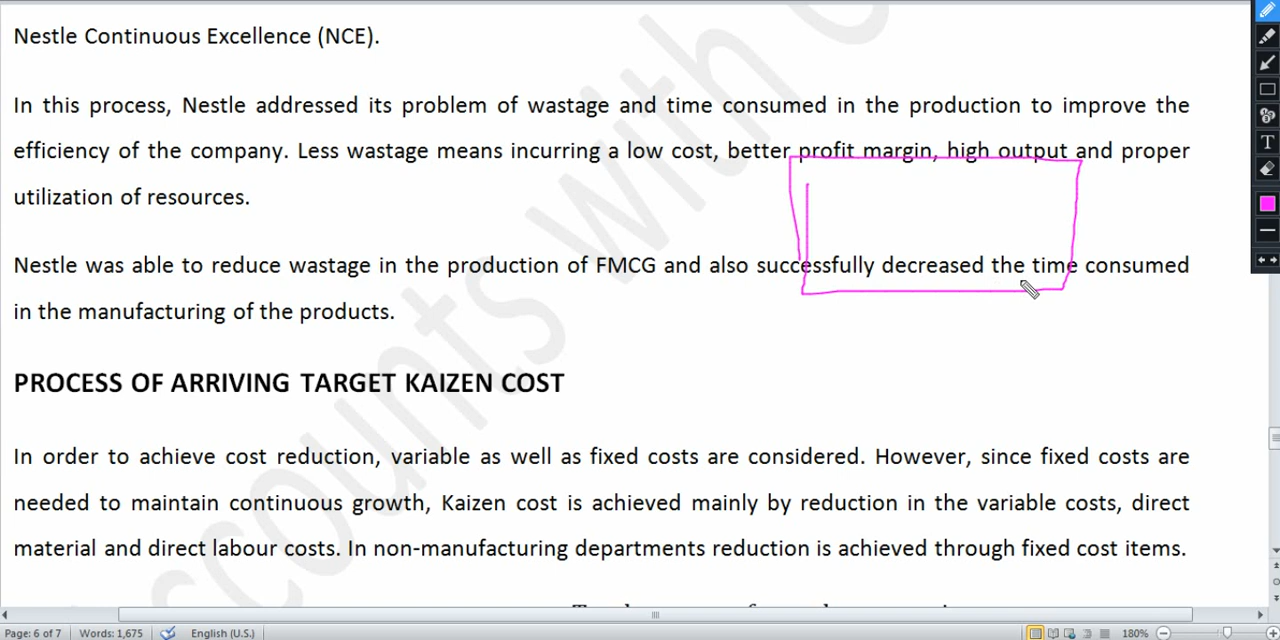 Nestle Continuous Excellence (NCE).
In this process, Nestle addressed its problem of wastage and time consumed in the production to improve the
efficiency of the company. Less wastage means incurring a low cost, better profit margin, high output and proper
utilization of resources.
Nestle was able to reduce wastage in the production of FMCG and also successfully decreased the time consumed
in the manufacturing of the products.
PROCESS OF ARRIVING TARGET KAIZEN COST
In order to achieve cost reduction, variable as well as fixed costs are considered. However, since fixed costs are
needed to maintain continuous growth, Kaizen cost is achieved mainly by reduction in the variable costs, direct
material and direct labour costs. In non-manufacturing departments reduction is achieved through fixed cost items.
ccounts with
Page: 6 of 7 Words: 1,675 English (U.S.) 180%